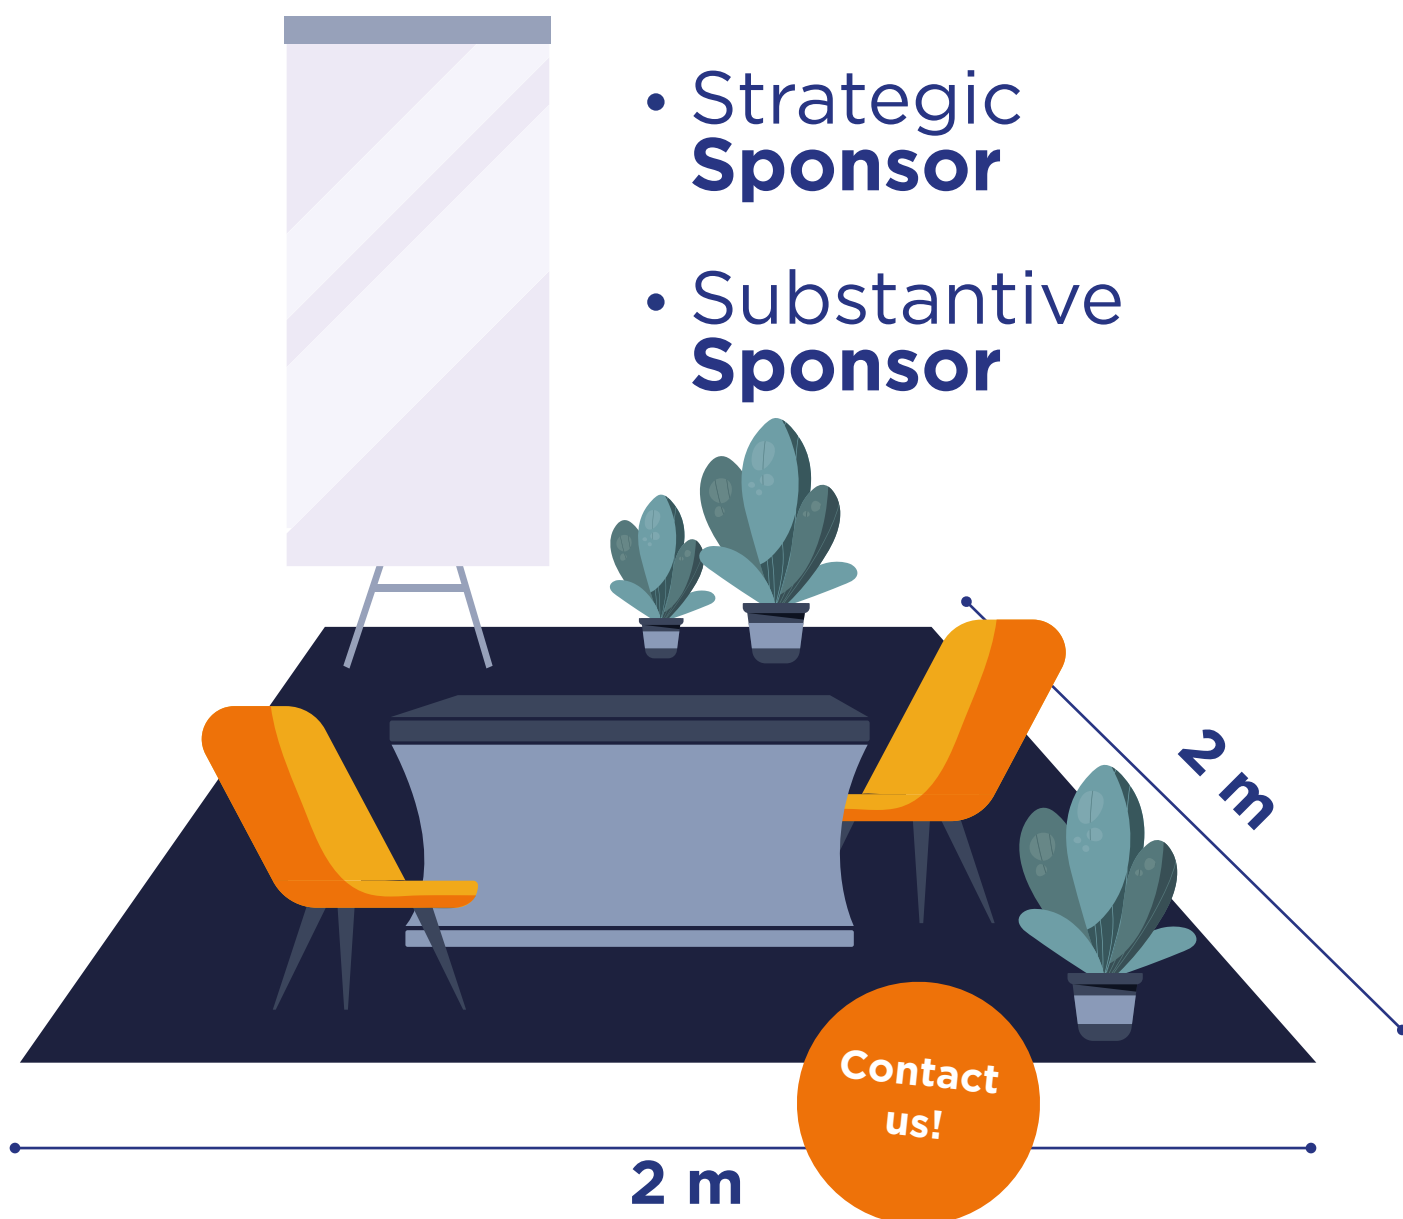 • Strategic
Sponsor
• Substantive
Sponsor
2 m
Contact
us!
2 m